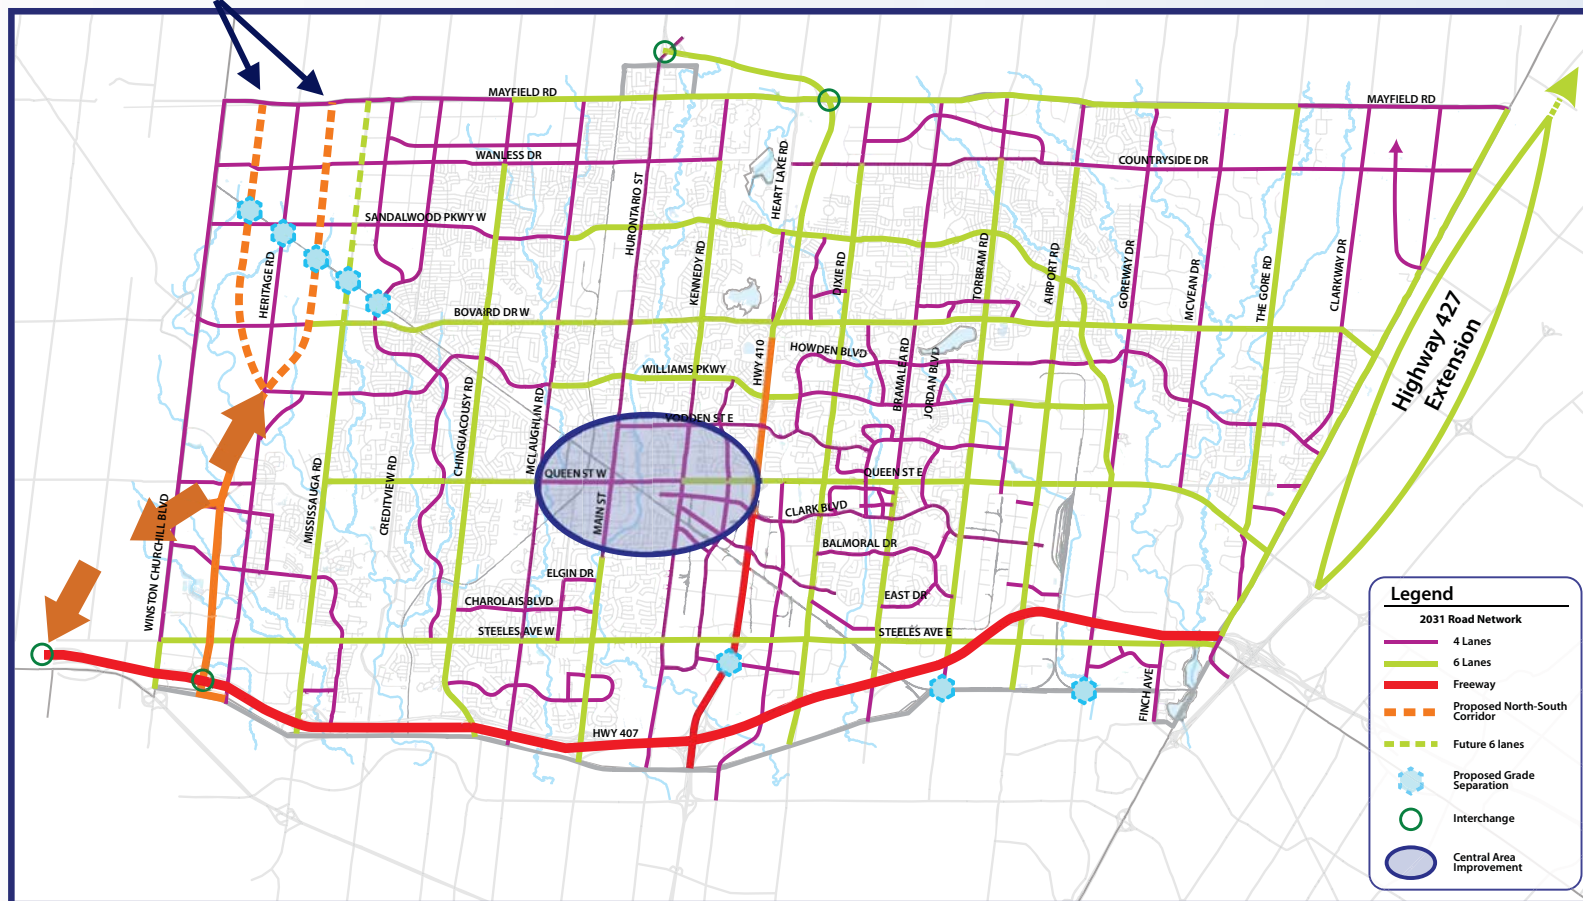 MAYFIELD RD
MAYFIELD RD
WANLESS DR
COUNTRYSIDE DR
HURONTARIO ST
HEART LAKE RD
SANDALWOOD PKWY W
HERITAGE RD
KENNEDY RD
DIXIE RD
TORBRAM RD
AIRPORT RD
GOREWAY DR
MCVEAN DR
THE GORE RD
CLARKWAY DR
BOVAIRD DR W
HOWDEN BLVD
HWY 410
BRAMALEA RD
JORDAN BLVD
WILLIAMS PKWY
Highway 427
Extension
CHINGUACOUSY RD
MCLAUGHLIN RD
VODDEN ST E
QUEEN ST W
QUEEN ST E
MISSISSAUGA RD
CREDITVIEW RD
MAIN ST
CLARK BLVD
WINSTON CHURCHILL BLVD
BALMORAL DR
ELGIN DR
CHAROLAIS BLVD
EAST DR
STEELES AVE W
STEELES AVE E
FINCH AVE
HWY 407
Legend
2031 Road Network
4 Lanes
6 Lanes
Freeway
Proposed North-South
Corridor
Future 6 lanes
Proposed Grade
Separation
Interchange
Central Area
Improvement